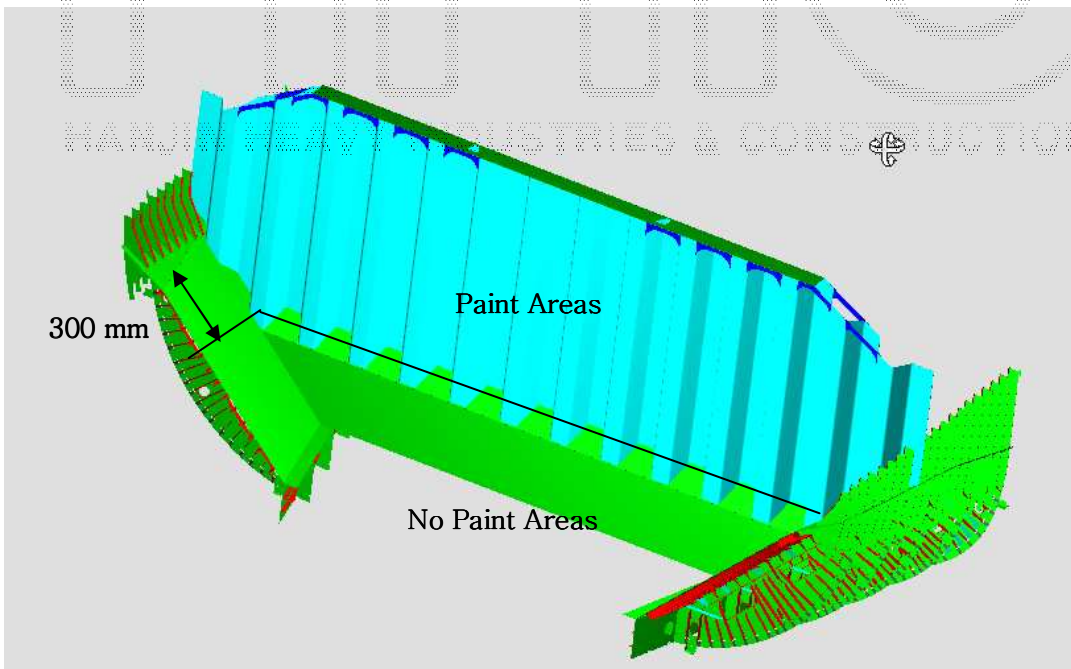 HANJIN HEAVY INDUSTRIES & CONSTRUCTION
Paint Areas
300 mm
No Paint Areas